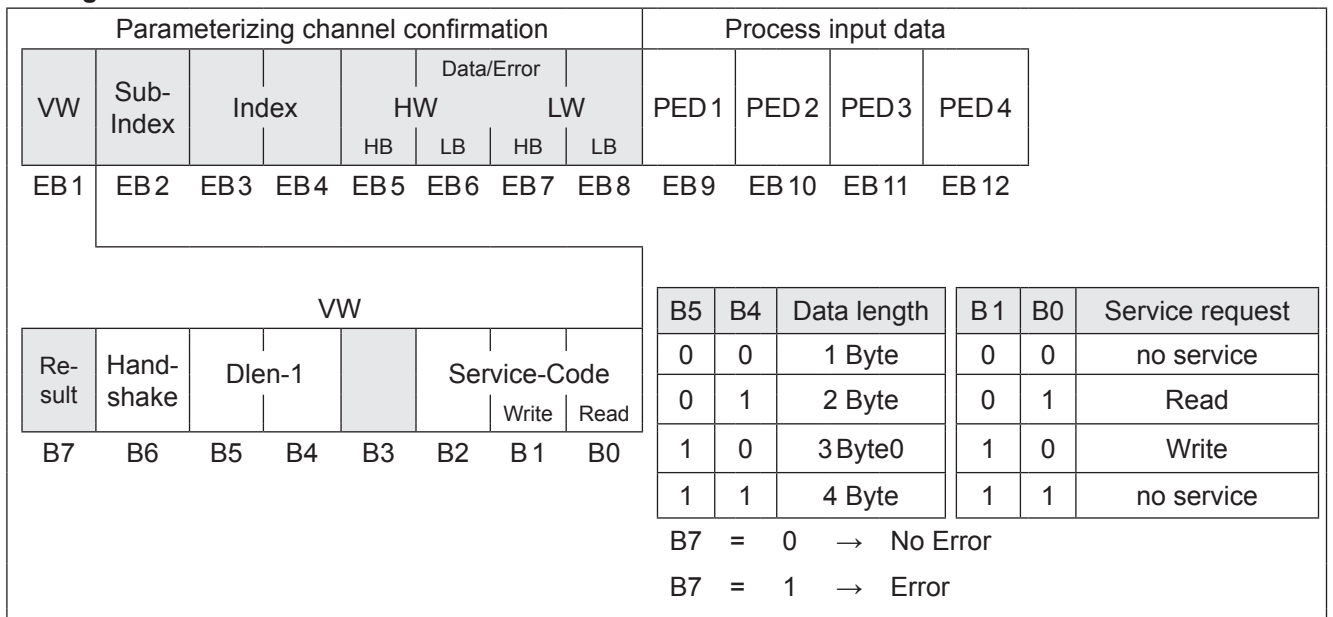 Parameterizing channel confirmation Process input data
VW Sub-Index Index Data/Error PED1 PED2 PED3 PED4
HW LW
HB LB HB LB
EB1 EB2 EB3 EB4 EB5 EB6 EB7 EB8 EB9 EB10 EB11 EB12
VW
Re-sult Hand-shake Dlen-1 Service-Code
Write Read
B7 B6 B5 B4 B3 B2 B1 B0
B5 B4 Data length B1 B0 Service request
0 0 1 Byte 0 0 no service
0 1 2 Byte 0 1 Read
1 0 3Byte0 1 0 Write
1 1 4 Byte 1 1 no service
B7 = 0 → No Error
B7 = 1 → Error